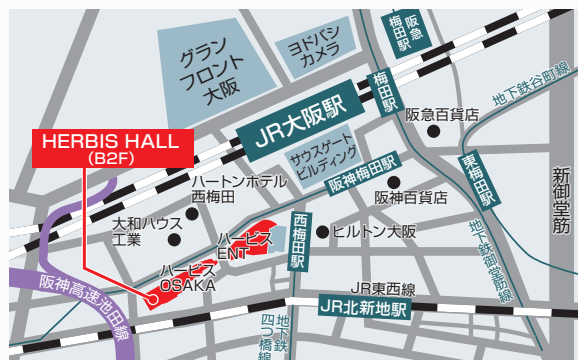 グラン
フロント
大阪
ヨドバシ
カメラ
阪急
梅田駅
梅田駅
JR大阪駅
地下鉄谷町線
阪急百貨店
HERBIS HALL
(B2F)
サウスゲート
ビルディング
阪神梅田駅
東梅田駅
新御堂筋
ハートンホテル
西梅田
阪神百貨店
大和ハウス
工業
ハービス
ENT
西梅田駅
ヒルトン大阪
地下鉄御堂筋線
ハービス
OSAKA
阪神高速池田線
JR東西線
JR北新地駅
地下鉄
四つ橋線